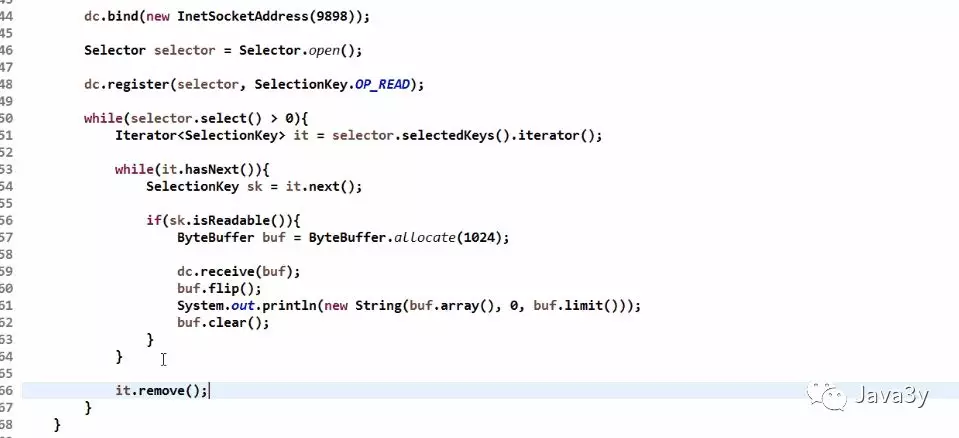 44 dc.bind(new InetSocketAddress(9898));
45
46 Selector selector = Selector.open();
47
48 dc.register(selector, SelectionKey.OP_READ);
49
50 while(selector.select() > 0){
51 Iterator<SelectionKey> it = selector.selectedKeys().iterator();
52
53 while(it.hasNext()){
54 SelectionKey sk = it.next();
55
56 if(sk.isReadable()){
57 ByteBuffer buf = ByteBuffer.allocate(1024);
58
59 dc.receive(buf);
60 buf.flip();
61 System.out.println(new String(buf.array(), 0, buf.limit()));
62 buf.clear();
63 }
64 }
65
66 it.remove();
67 }
68 }
Java3y